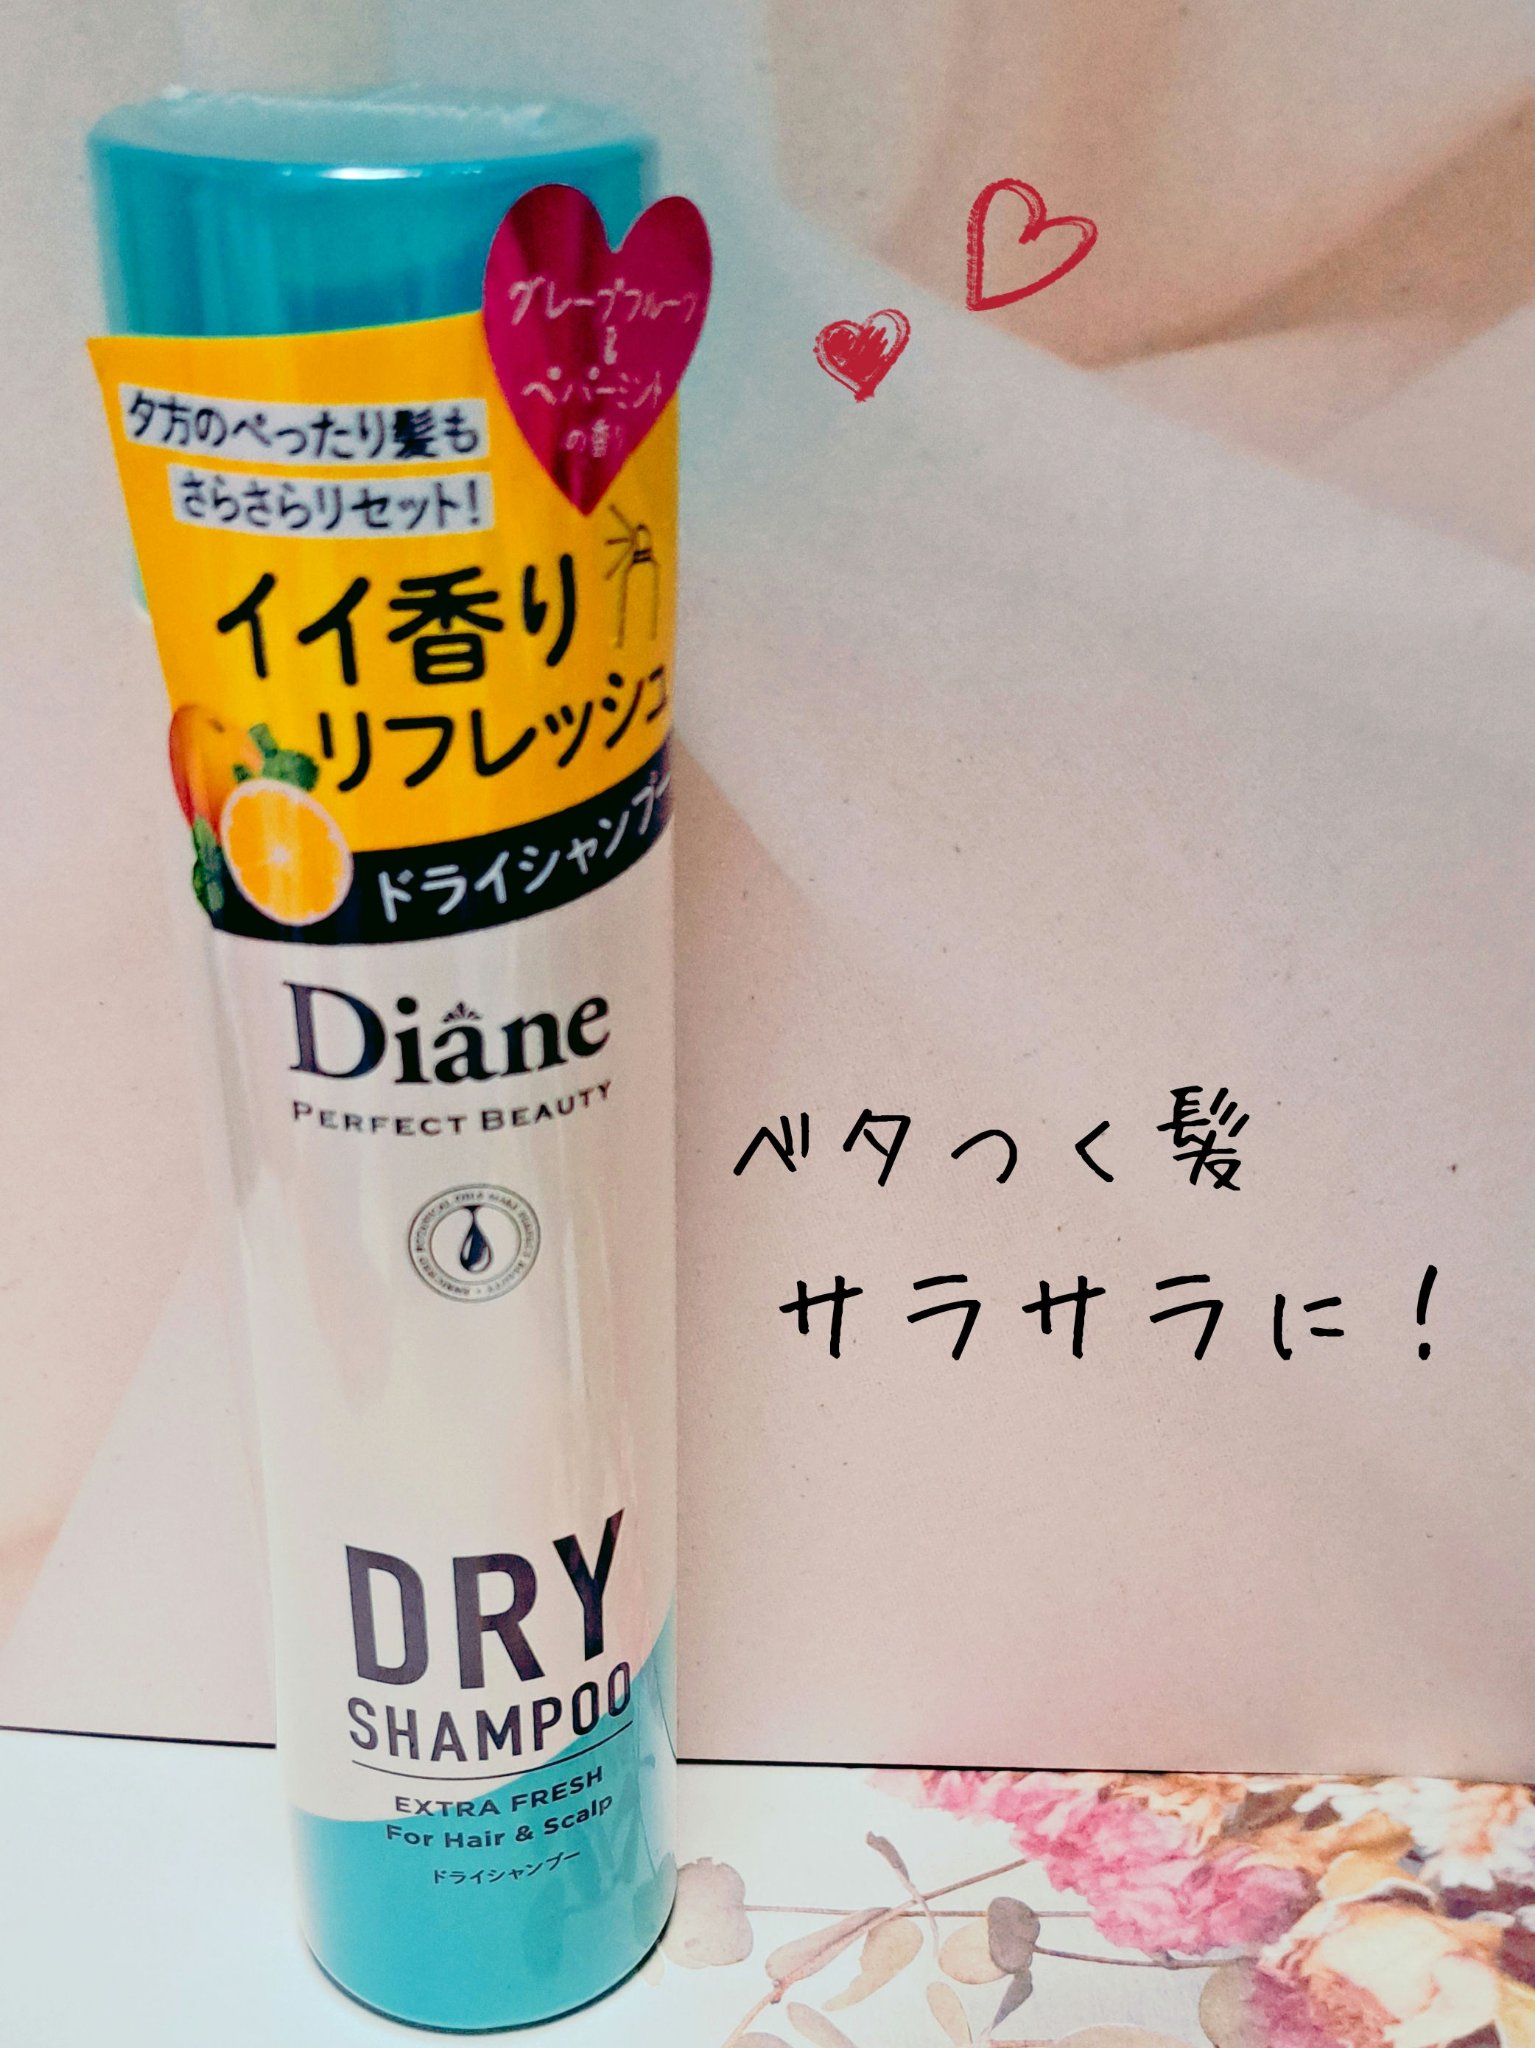 グレープフルーツ
&
ペパーミント
の香り
夕方のぺったり髪も
さらさらリセット!
イイ香り
リフレッシュ
ドライシャンプー
Diane
PERFECT BEAUTY
ベタつく髪
サラサラに!
DRY
SHAMPOO
EXTRA FRESH
For Hair & Scalp
ドライシャンプー